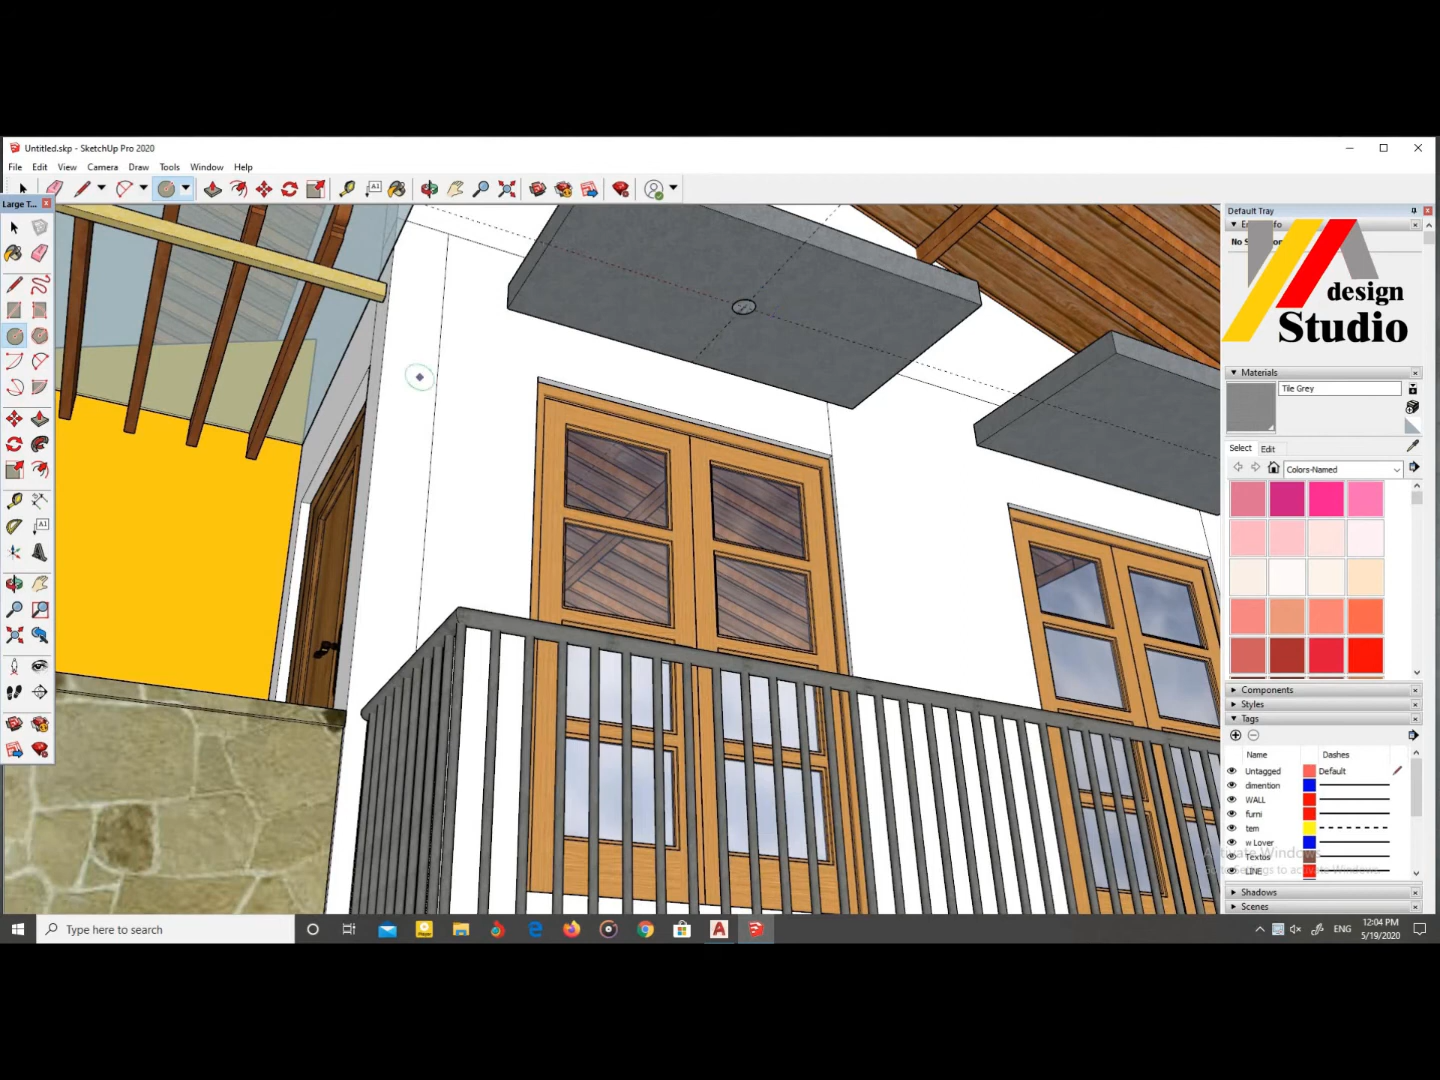 Untitled.skp - SketchUp Pro 2020
File Edit View Camera Draw Tools Window Help
Large T...
Default Tray
design
Studio
Materials
Tile Grey
Select Edit
Colors-Named
Components
Styles
Tags
Name Dashes
Untagged Default
dimention
WALL
furni
tem
w Lover
Textos
LINE
Activate Windows
Shadows
Scenes
Type here to search
ENG
12:04 PM
5/19/2020